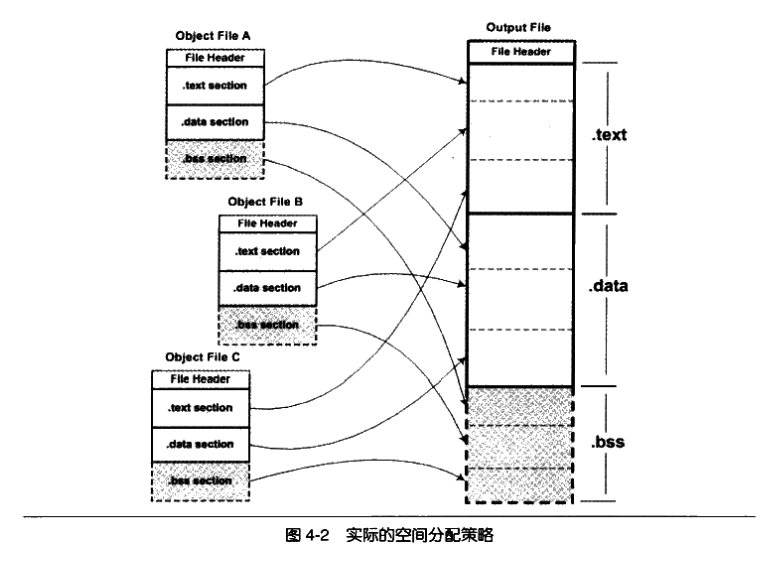 Object File A
File Header
.text section
.data section
.bss section
Object File B
File Header
.text section
.data section
.bss section
Object File C
File Header
.text section
.data section
.bss section
Output File
File Header
.text
.data
.bss
图 4-2 实际的空间分配策略